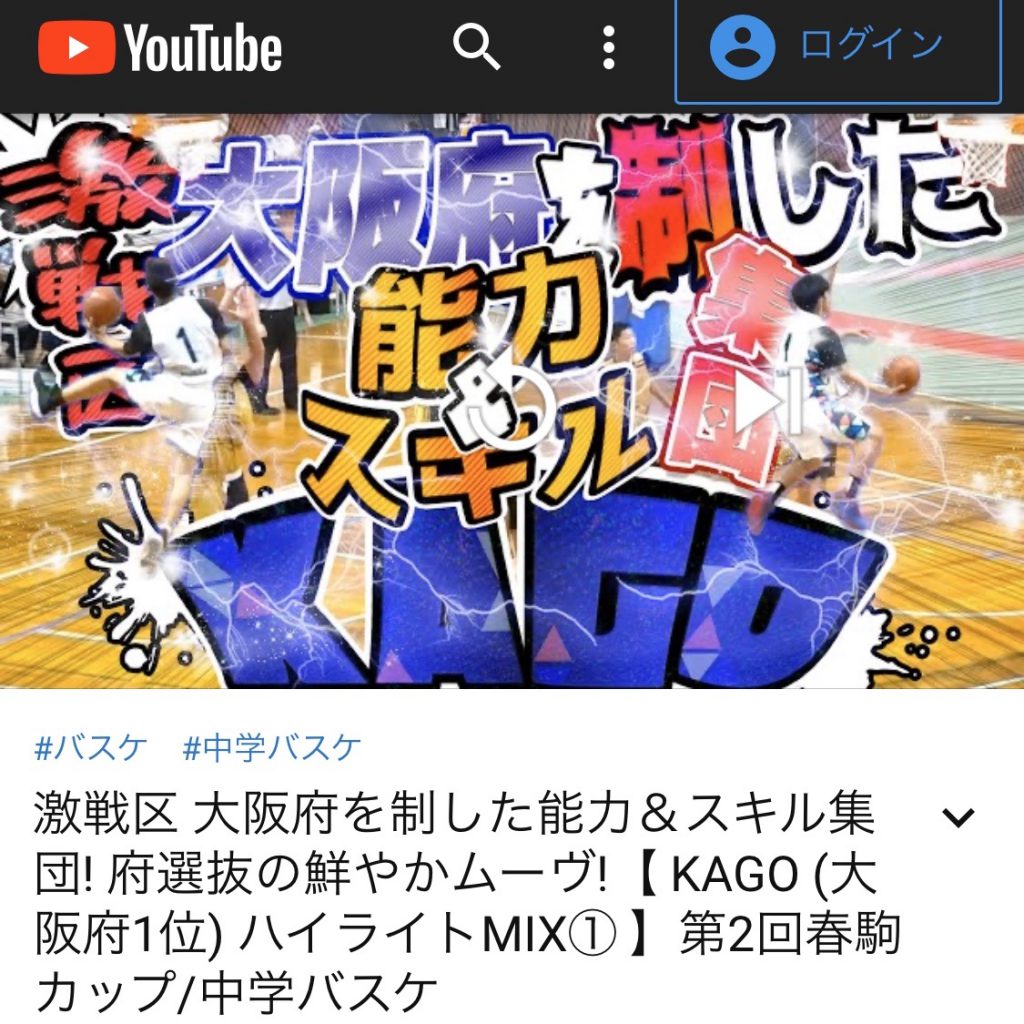 YouTube
ログイン
激戦区
大阪府を制した
能力
&
スキル
集団
KAGO
1
1
#バスケ #中学バスケ
激戦区 大阪府を制した能力＆スキル集
団! 府選抜の鮮やかムーヴ!【 KAGO (大
阪府1位) ハイライトMIX① 】第2回春駒
カップ/中学バスケ